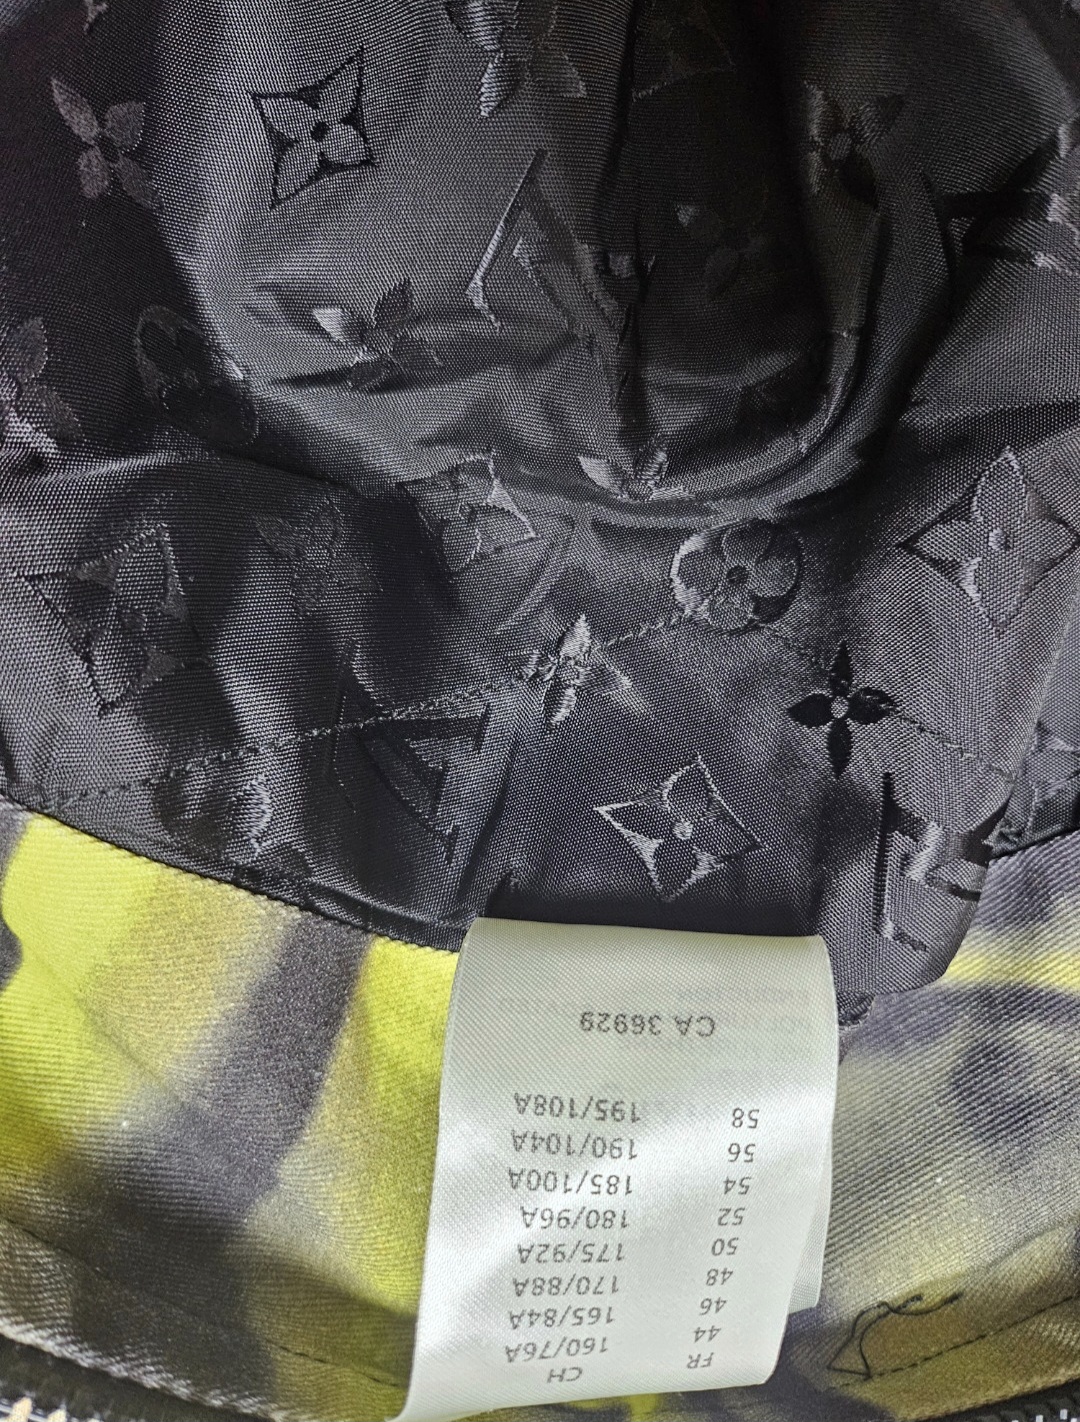 FR CH
44 160/76A
46 165/84A
48 170/88A
50 175/92A
52 180/96A
54 185/100A
56 190/104A
58 195/108A
CA 36929